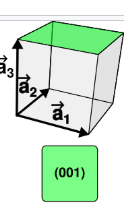 a₃
a₂
a₁
(001)